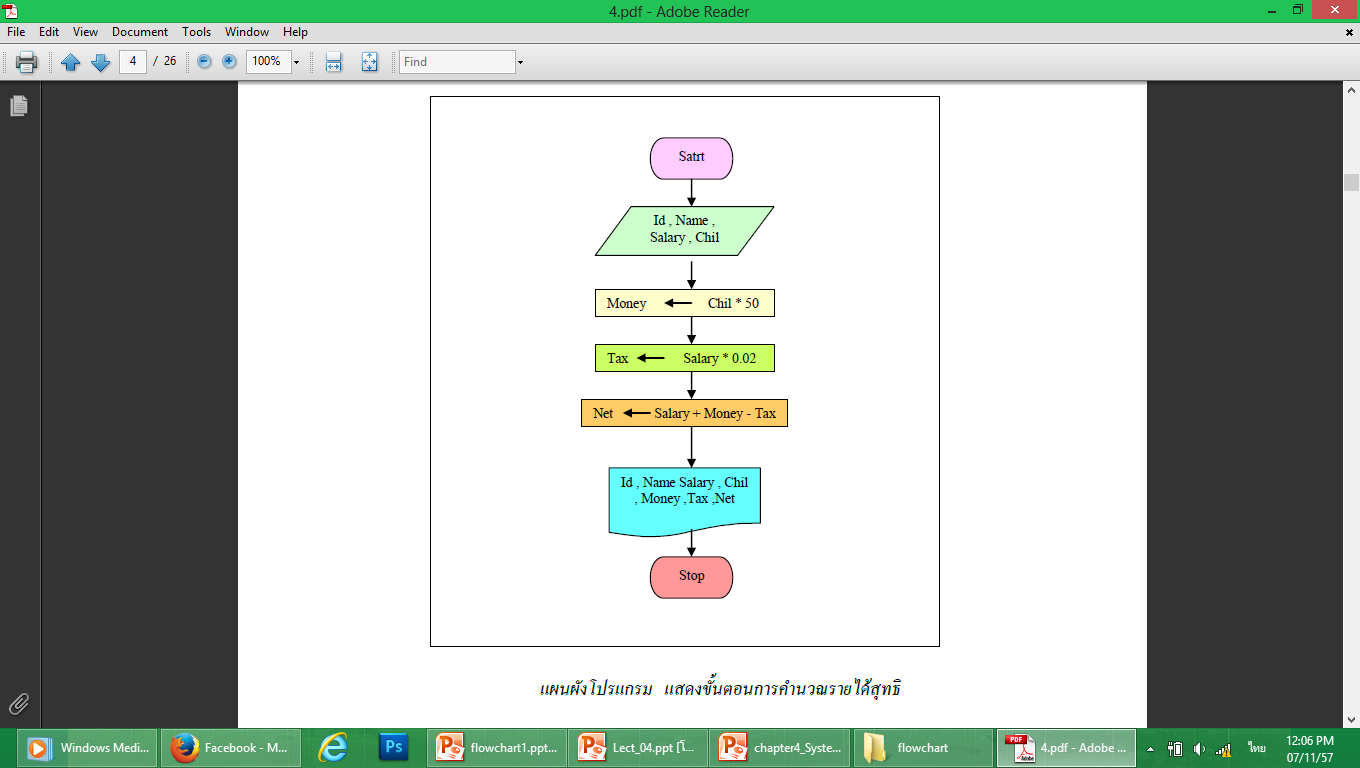 4.pdf - Adobe Reader
File Edit View Document Tools Window Help
4 / 26 100% Find
Satrt
Id , Name ,
Salary , Chil
Money Chil * 50
Tax Salary * 0.02
Net Salary + Money - Tax
Id , Name Salary , Chil
, Money ,Tax ,Net
Stop
แผนผังโปรแกรม แสดงขั้นตอนการคำนวณรายได้สุทธิ
Windows Medi... Facebook - M... Ps flowchart1.ppt... Lect_04.ppt [โ... chapter4_Syste... flowchart PDF Adobe 4.pdf - Adobe ... ไทย 12:06 PM
07/11/57